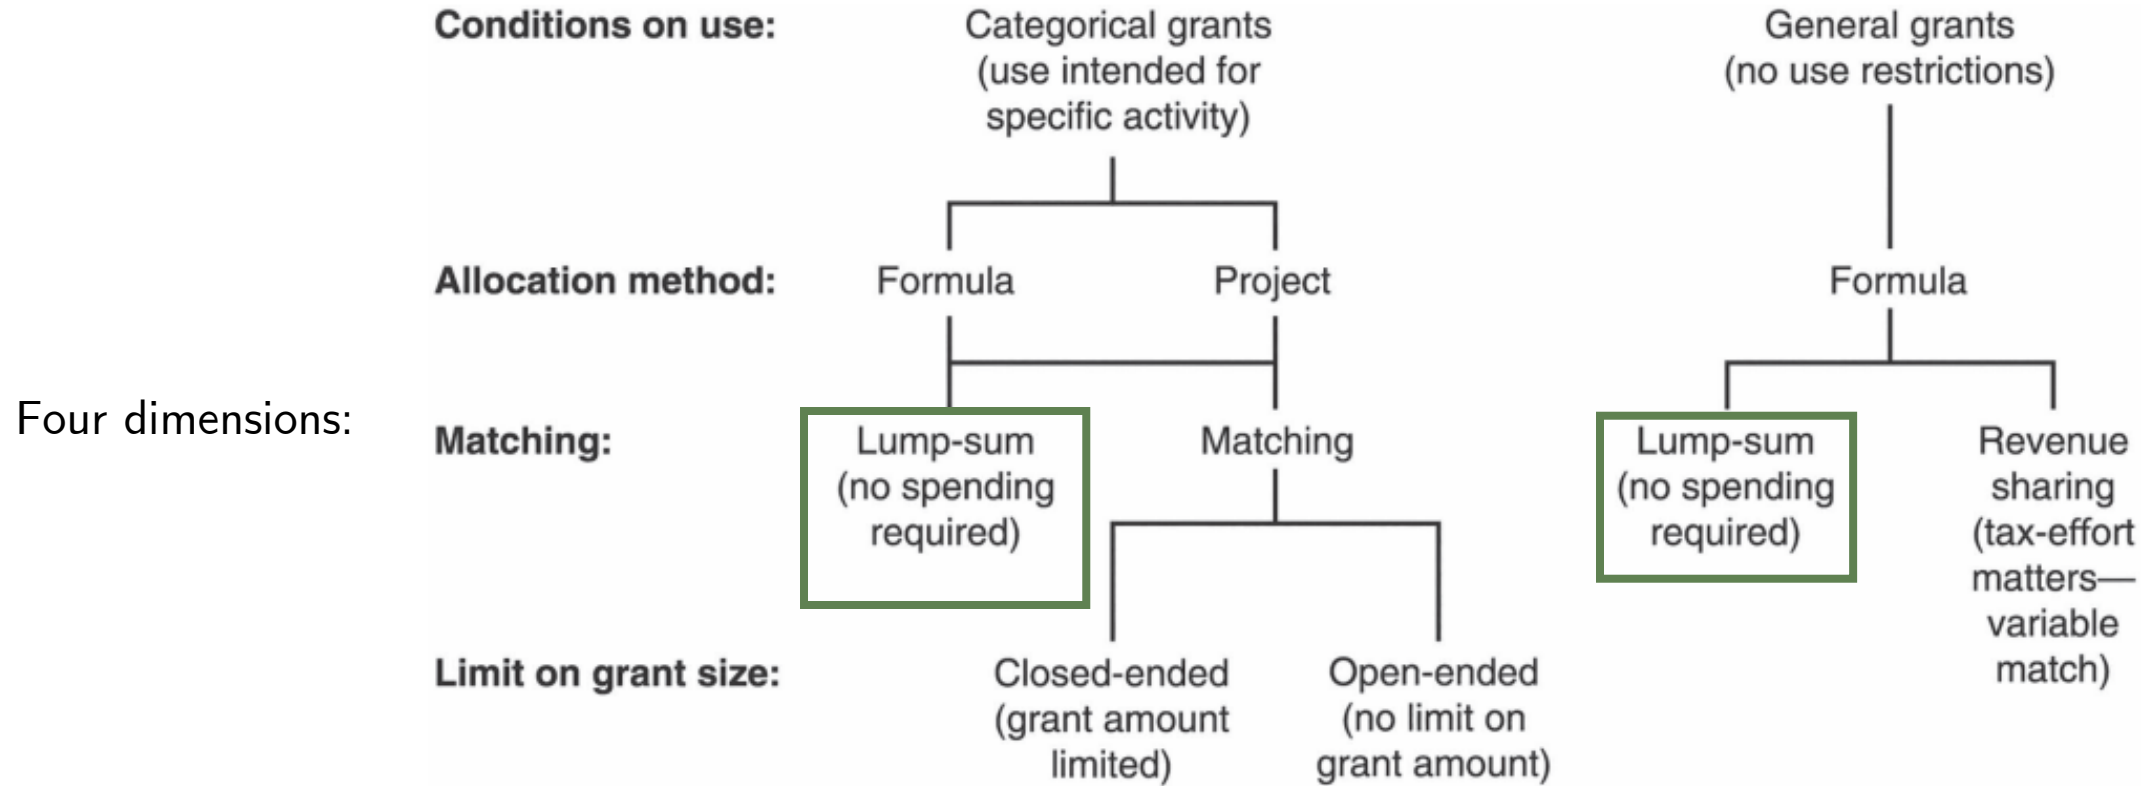 Conditions on use:
Categorical grants
(use intended for
specific activity)
General grants
(no use restrictions)
Allocation method:
Formula
Project
Formula
Four dimensions:
Matching:
Lump-sum
(no spending
required)
Matching
Lump-sum
(no spending
required)
Revenue
sharing
(tax-effort
matters—
variable
match)
Limit on grant size:
Closed-ended
(grant amount
limited)
Open-ended
(no limit on
grant amount)